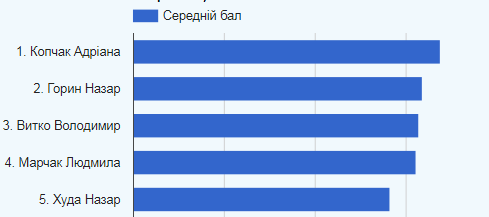 Середній бал
1. Копчак Адріана
2. Горин Назар
3. Витко Володимир
4. Марчак Людмила
5. Худа Назар